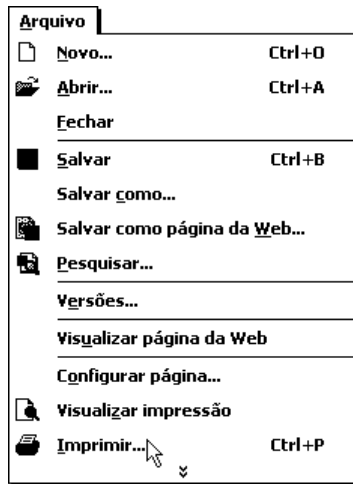 Arquivo
Novo... Ctrl+O
Abrir... Ctrl+A
Fechar
Salvar Ctrl+B
Salvar como...
Salvar como página da Web...
Pesquisar...
Versões...
Visualizar página da Web
Configurar página...
Visualizar impressão
Imprimir... Ctrl+P